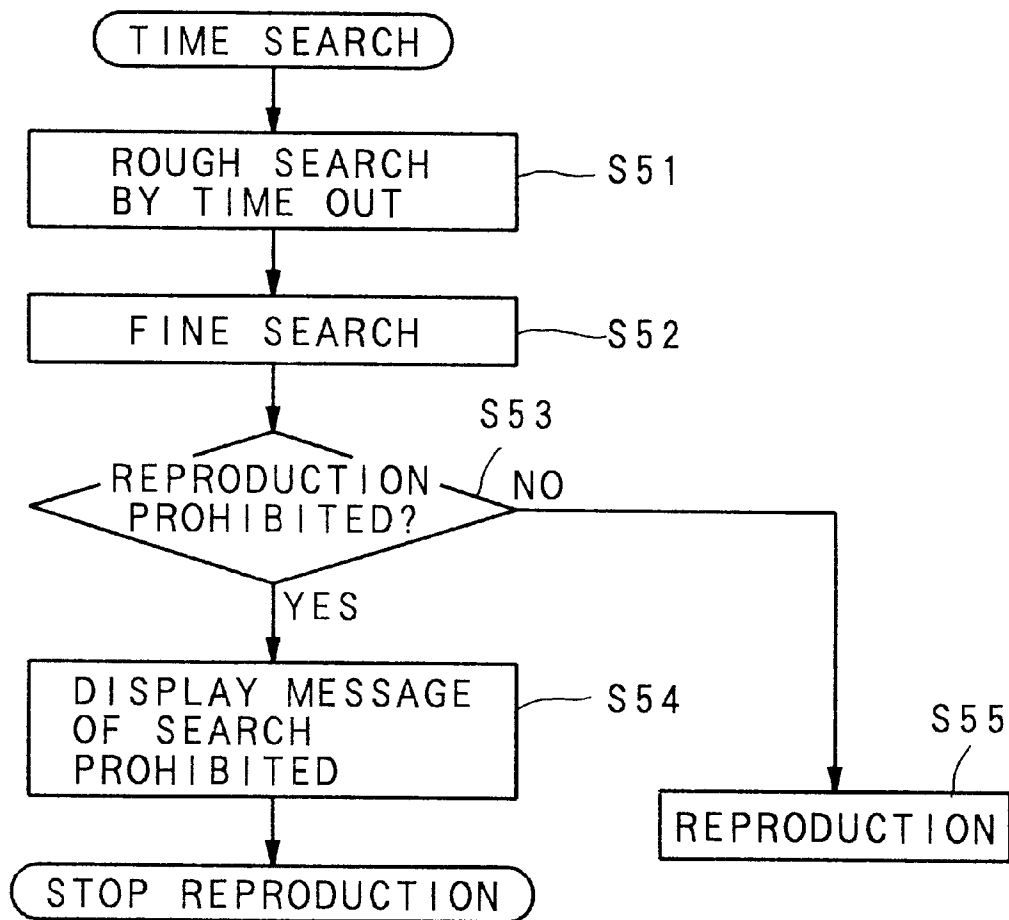 TIME SEARCH
ROUGH SEARCH
BY TIME OUT
S51
FINE SEARCH
S52
S53
REPRODUCTION
PROHIBITED?
NO
YES
DISPLAY MESSAGE
OF SEARCH
PROHIBITED
S54
S55
REPRODUCTION
STOP REPRODUCTION